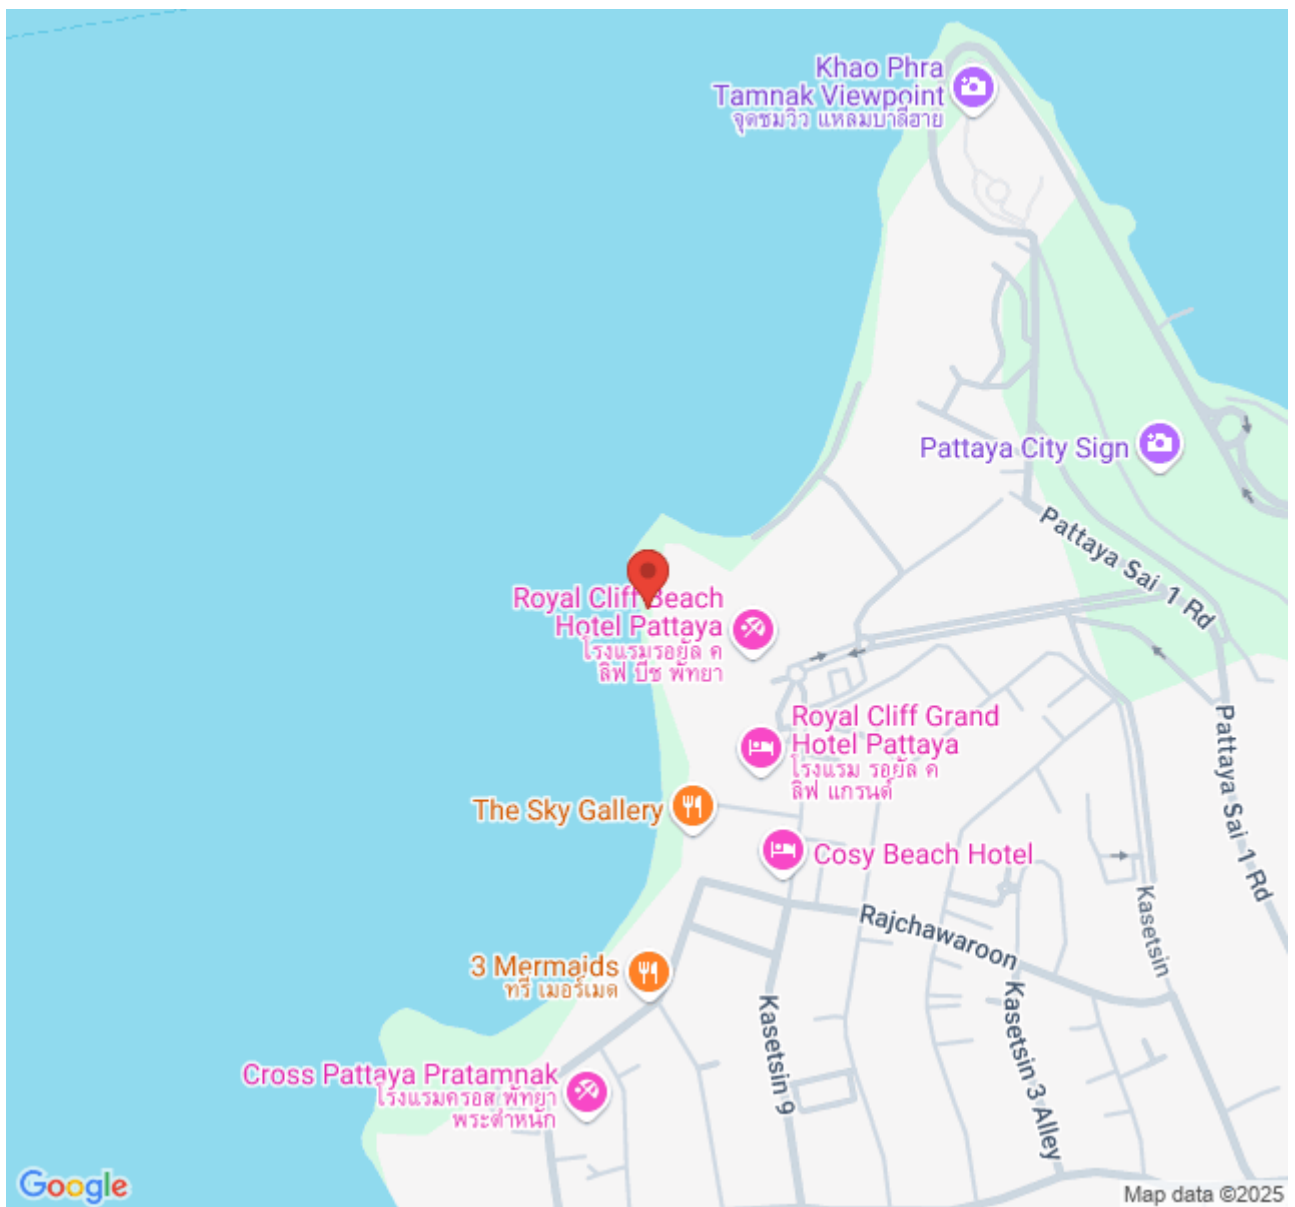 Khao Phra
Tamnak Viewpoint
จุดชมวิว แหลมบาลีฮาย
Pattaya City Sign
Pattaya Sai 1 Rd
Royal Cliff Beach
Hotel Pattaya
โรงแรมรอยัล ค
ลิฟ บีช พัทยา
Royal Cliff Grand
Hotel Pattaya
โรงแรม รอยัล ค
ลิฟ แกรนด์
Pattaya Sai 1 Rd
The Sky Gallery
Cosy Beach Hotel
Rajchawaroon
Kasetsin
3 Mermaids
ทรี เมอร์เมด
Kasetsin 9
Kasetsin 3 Alley
Cross Pattaya Pratamnak
โรงแรมครอส พัทยา
พระตำหนัก
Google
Map data ©2025